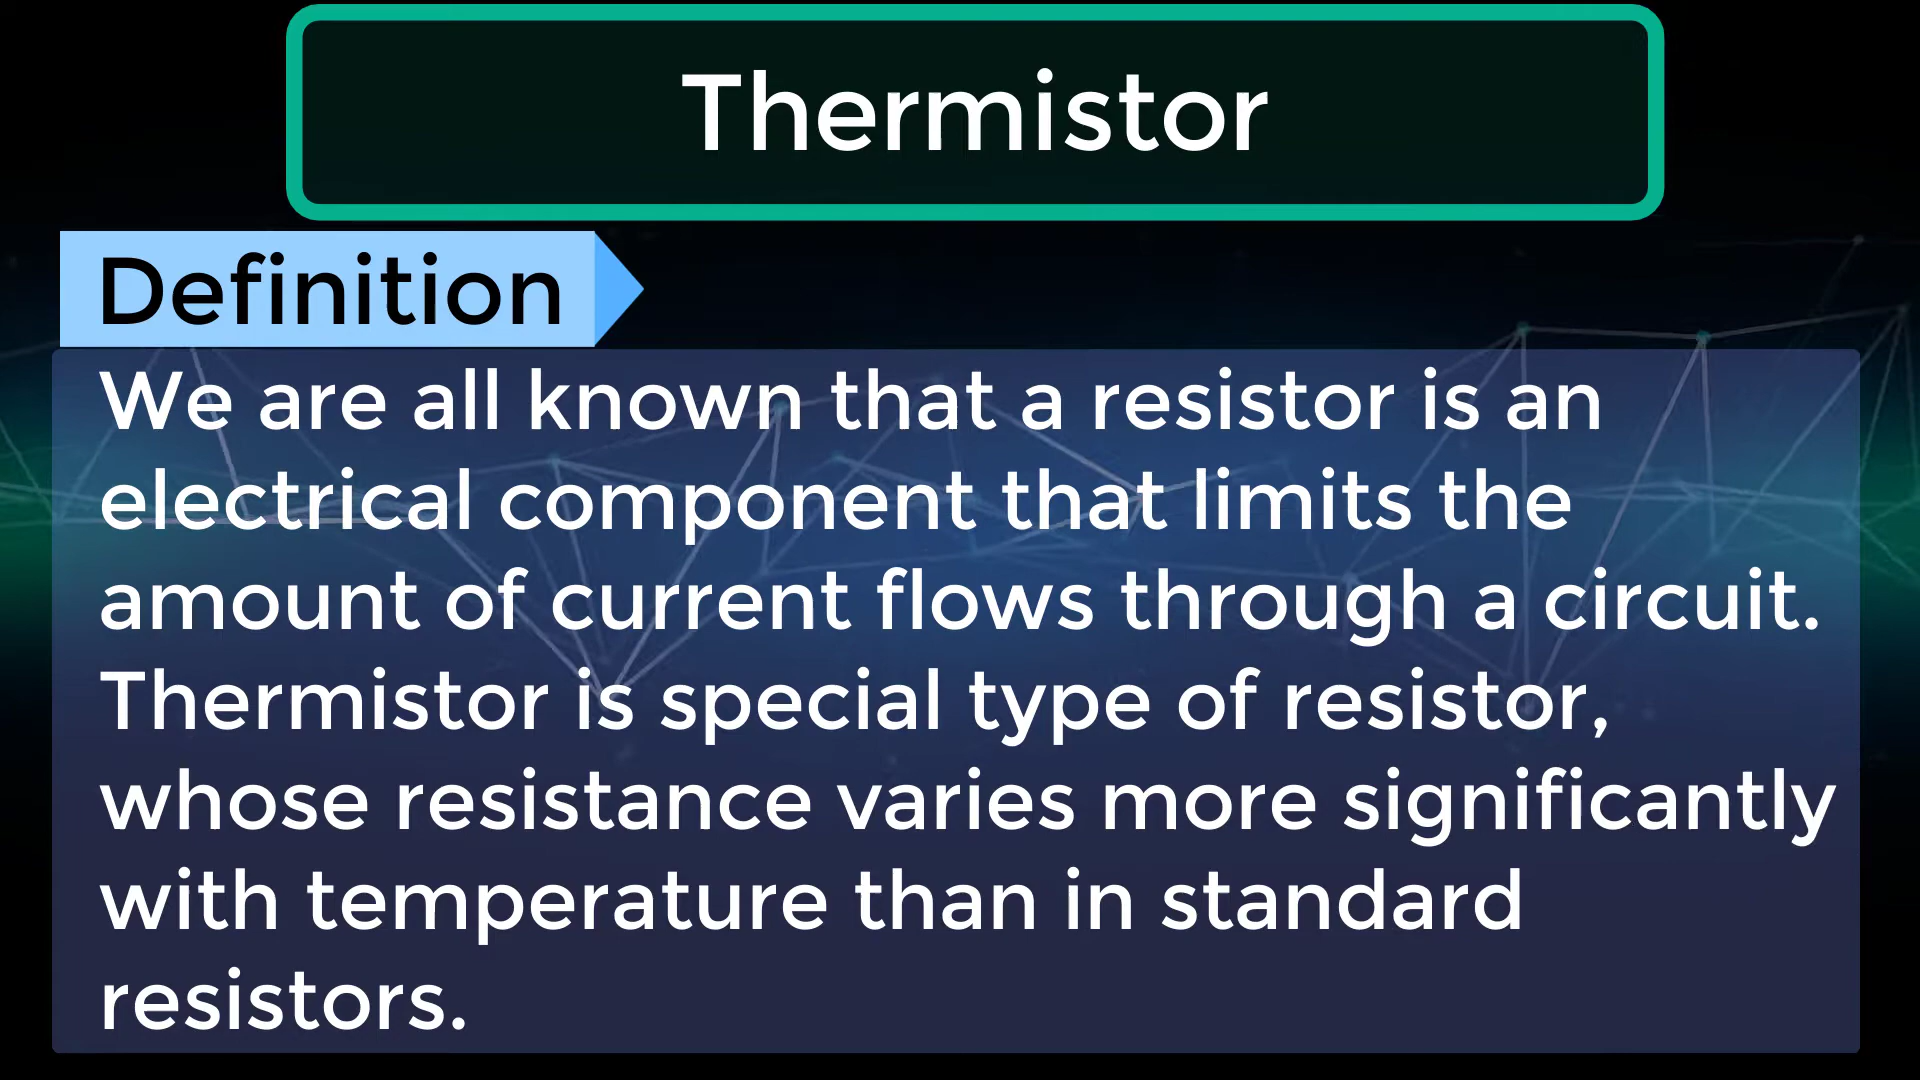 Thermistor
Definition
We are all known that a resistor is an
electrical component that limits the
amount of current flows through a circuit.
Thermistor is special type of resistor,
whose resistance varies more significantly
with temperature than in standard
resistors.